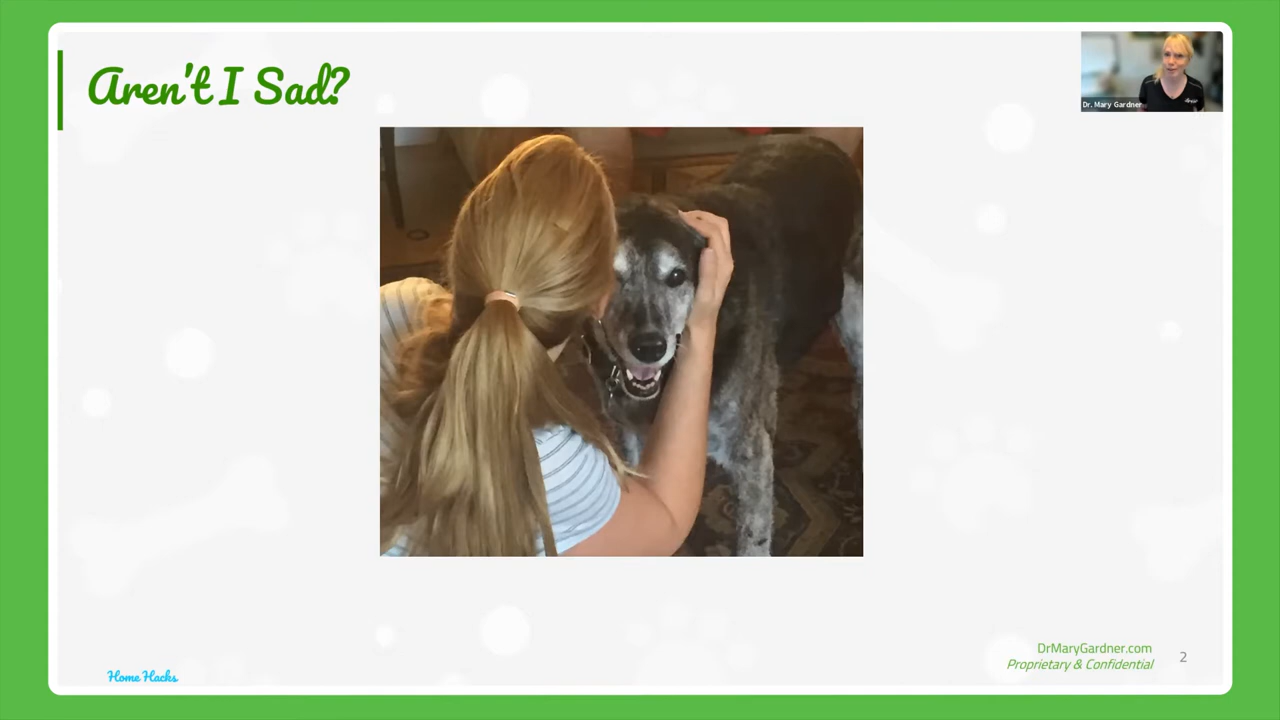 Aren't I Sad?
Dr. Mary Gardner
DrMaryGardner.com
Proprietary & Confidential
2
Home Hacks